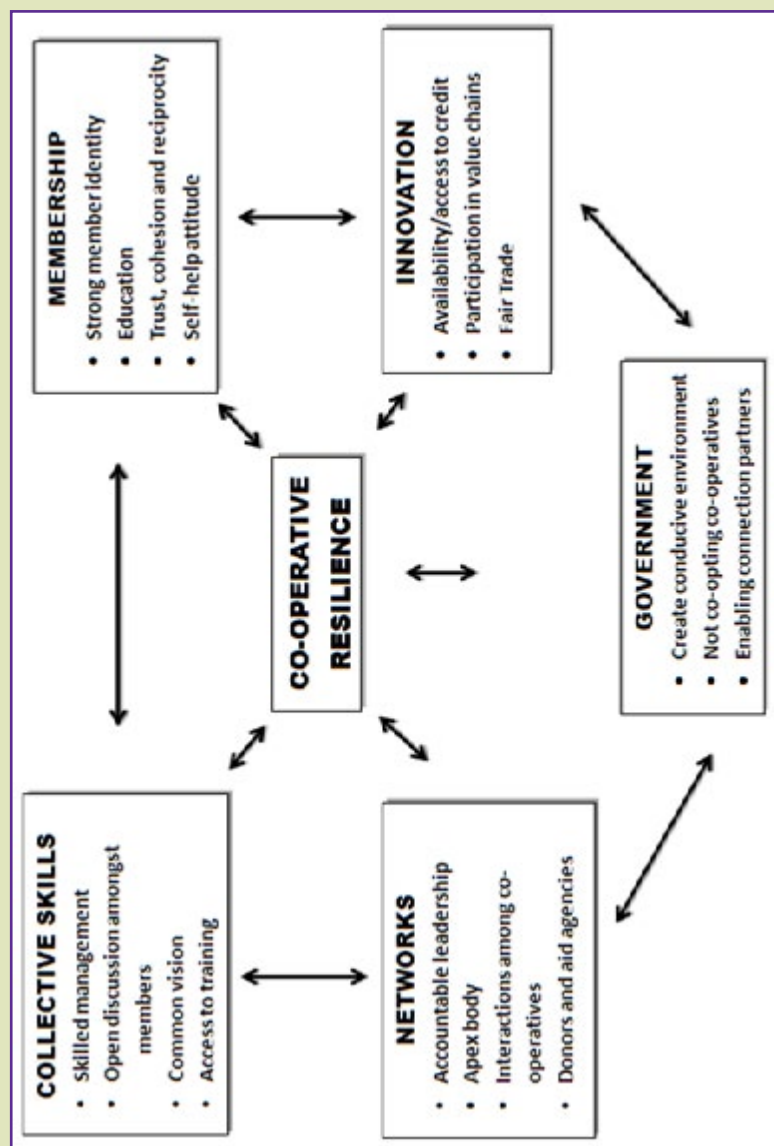 COLLECTIVE SKILLS
• Skilled management
• Open discussion amongst
members
• Common vision
• Access to training
MEMBERSHIP
• Strong member identity
• Education
• Trust, cohesion and reciprocity
• Self-help attitude
CO-OPERATIVE
RESILIENCE
NETWORKS
• Accountable leadership
• Apex body
• Interactions among co-
operatives
• Donors and aid agencies
INNOVATION
• Availability/access to credit
• Participation in value chains
• Fair Trade
GOVERNMENT
• Create conducive environment
• Not co-opting co-operatives
• Enabling connection partners